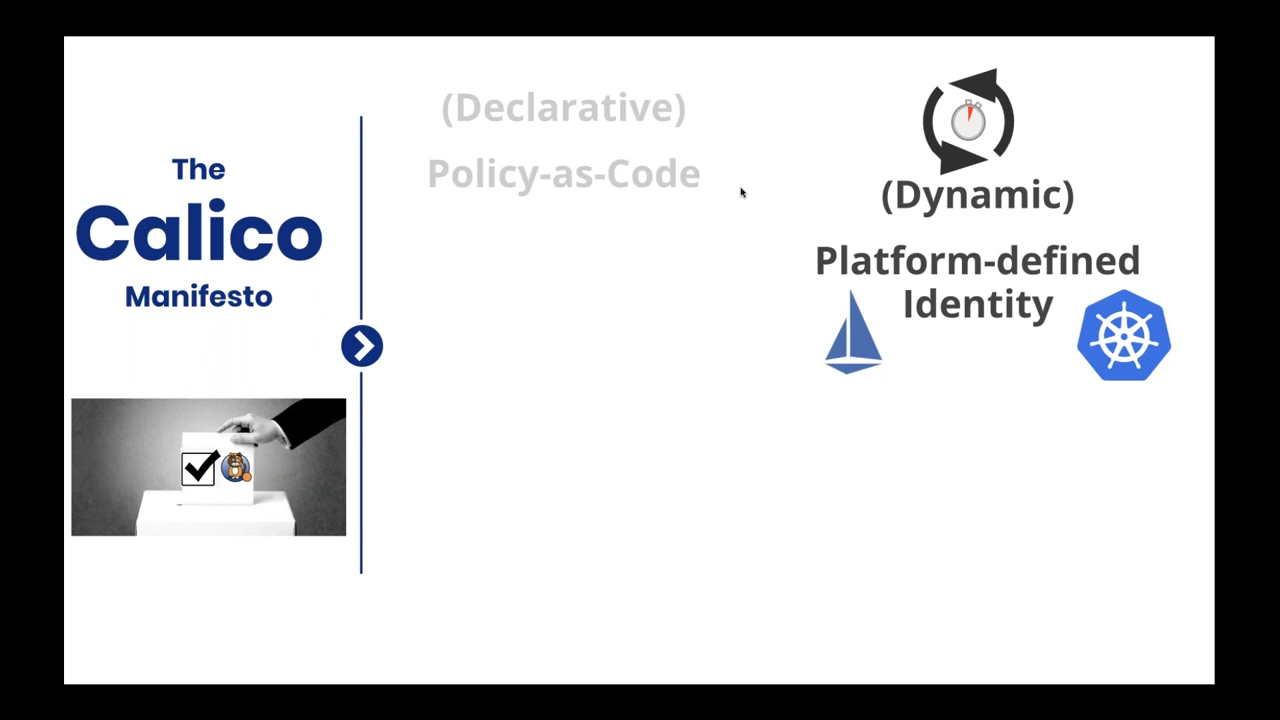 The
Calico
Manifesto
(Declarative)
Policy-as-Code
(Dynamic)
Platform-defined
Identity